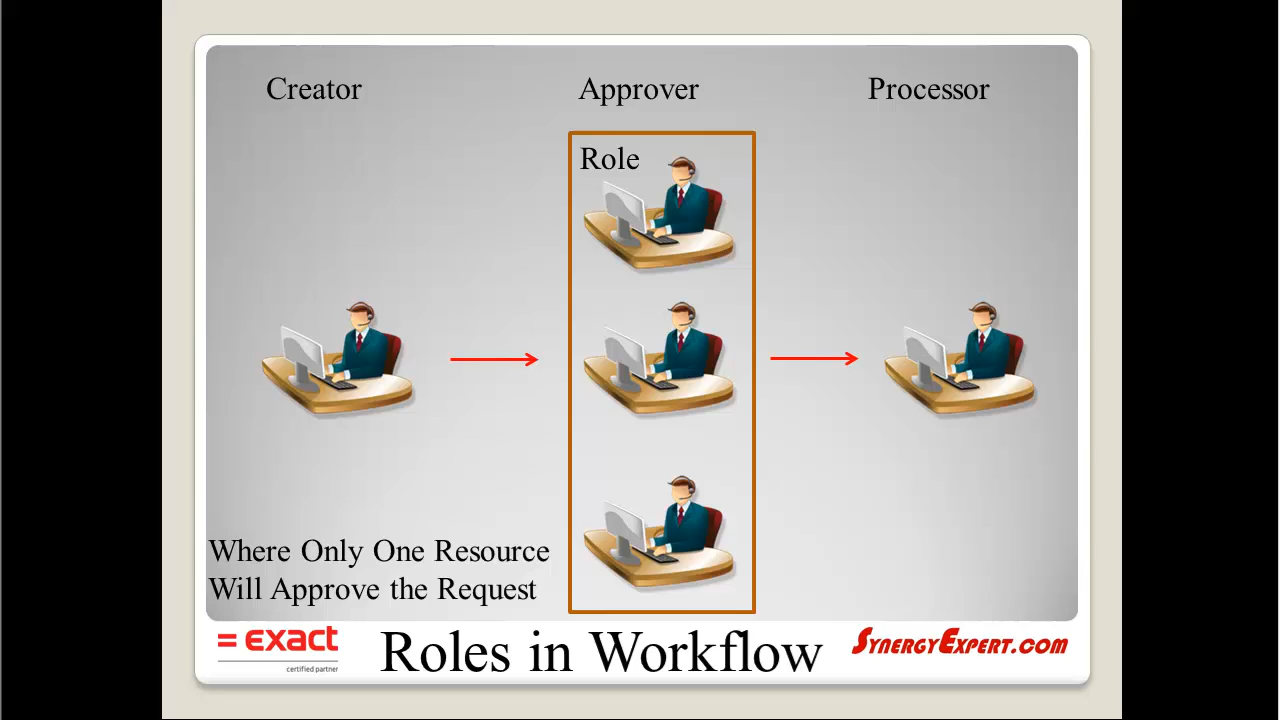 Creator
Approver
Processor
Role
Where Only One Resource
Will Approve the Request
= exact
certified partner
Roles in Workflow
SynergyExpert.com